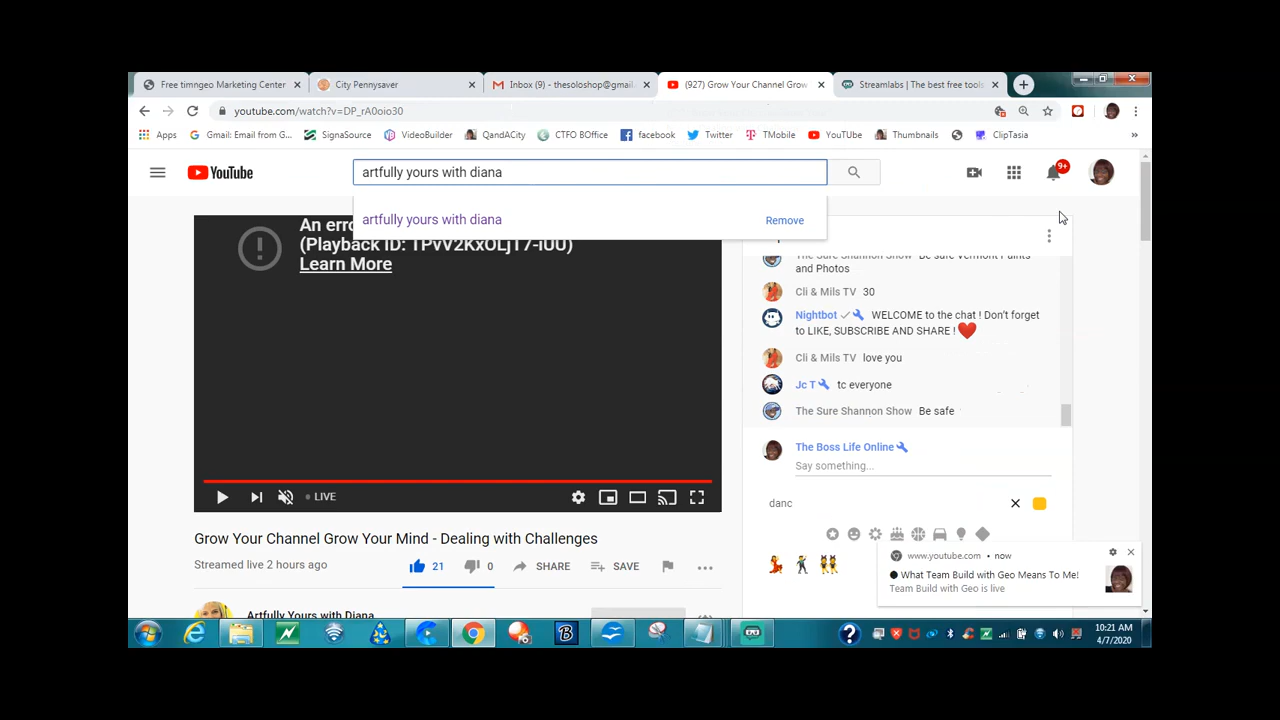 Free timngeo Marketing Center
City Pennysaver
Inbox (9) - thesoloshop@gmail.
(927) Grow Your Channel Grow
Streamlabs | The best free tools
youtube.com/watch?v=DP_rA0oio30
Apps
Gmail: Email from G...
SignaSource
VideoBuilder
QandACity
CTFO BOffice
facebook
Twitter
TMobile
YouTUbe
Thumbnails
ClipTasia
»
YouTube
artfully yours with diana
9+
artfully yours with diana
Remove
An erro
(Playback ID: TPVV2KxOLjT7-iUU)
Learn More
LIVE
The Sure Shannon Show Be safe Vermont Paints
and Photos
Cli & Mils TV 30
Nightbot WELCOME to the chat ! Don't forget
to LIKE, SUBSCRIBE AND SHARE !
Cli & Mils TV love you
Jc T tc everyone
The Sure Shannon Show Be safe
The Boss Life Online
Say something...
danc
Grow Your Channel Grow Your Mind - Dealing with Challenges
Streamed live 2 hours ago
21
0
SHARE
SAVE
Artfully Yours with Diana
www.youtube.com • now
What Team Build with Geo Means To Me!
Team Build with Geo is live
10:21 AM
4/7/2020